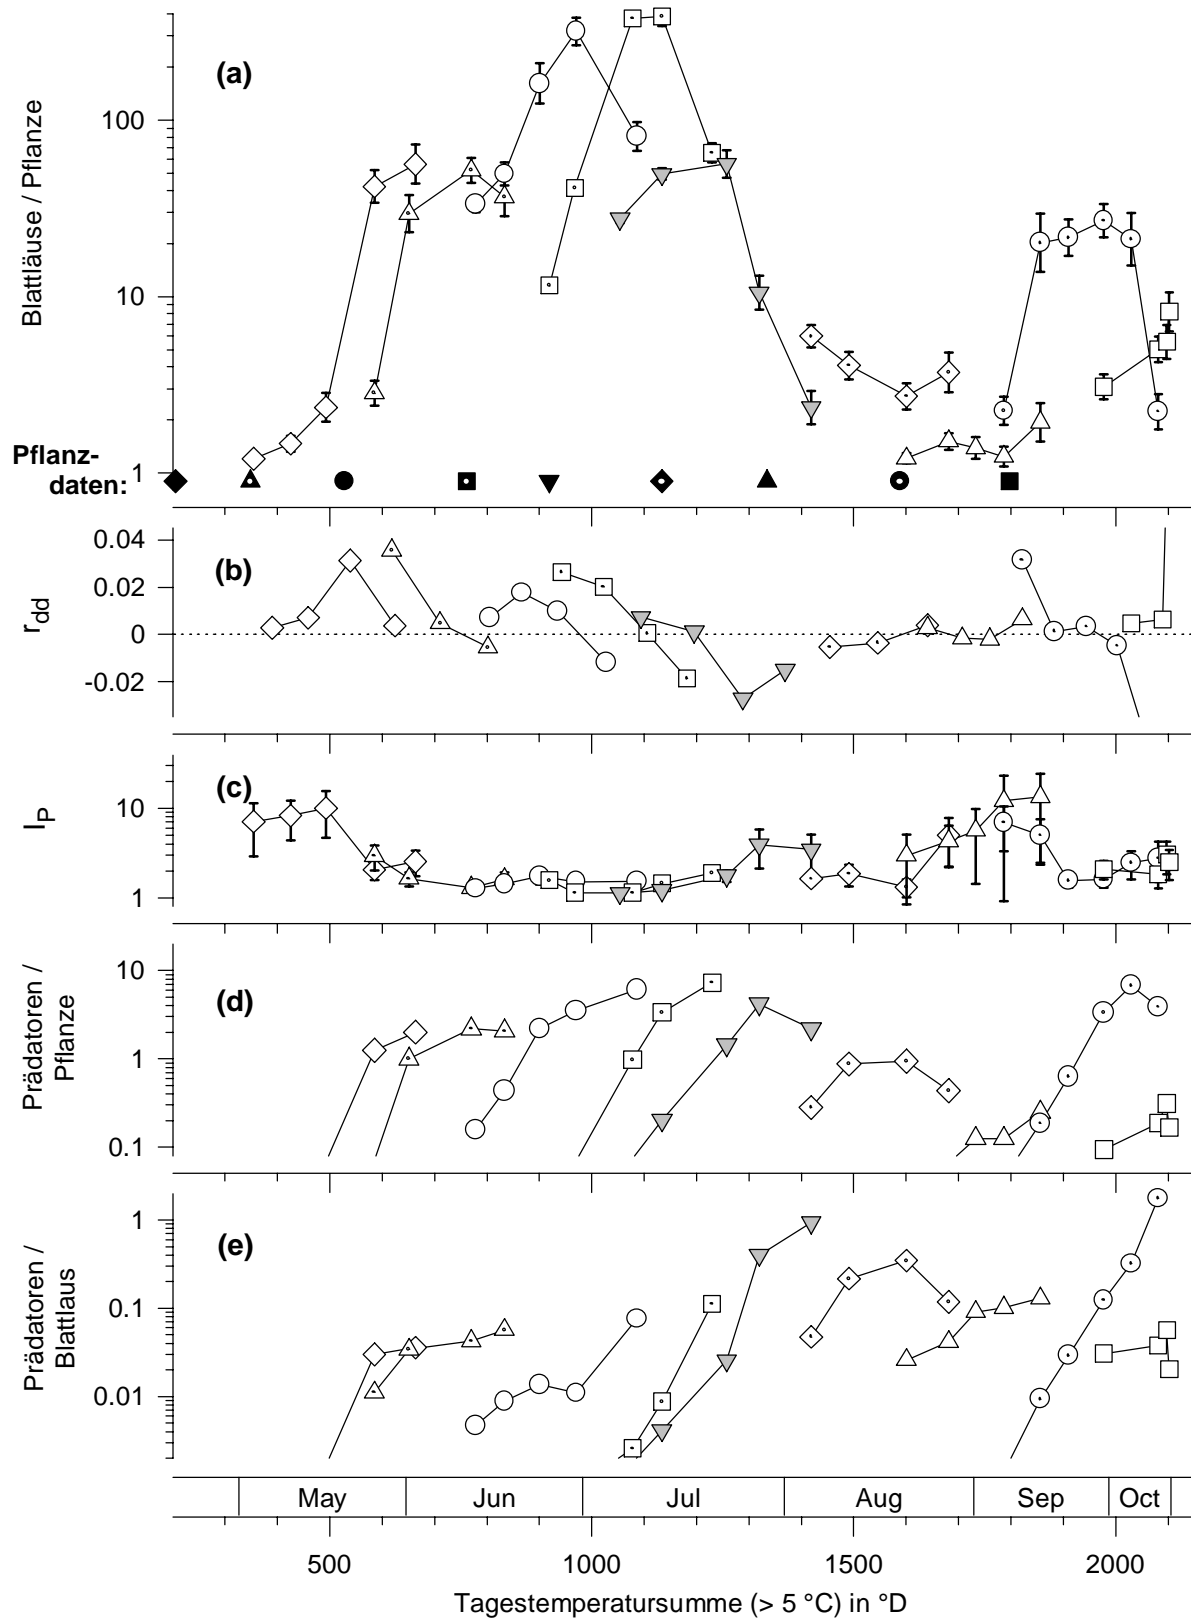 (a)
Blattläuse / Pflanze
100
10
1
Pflanz-
daten:
(b)
r_dd
0.04
0.02
0
-0.02
(c)
I_P
10
1
(d)
Prädatoren /
Pflanze
10
1
0.1
(e)
Prädatoren /
Blattlaus
1
0.1
0.01
May Jun Jul Aug Sep Oct
500 1000 1500 2000
Tagestemperatursumme (> 5 °C) in °D